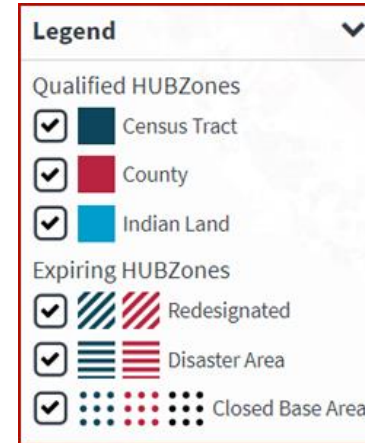 Legend
Qualified HUBZones
Census Tract
County
Indian Land
Expiring HUBZones
Redesignated
Disaster Area
Closed Base Area